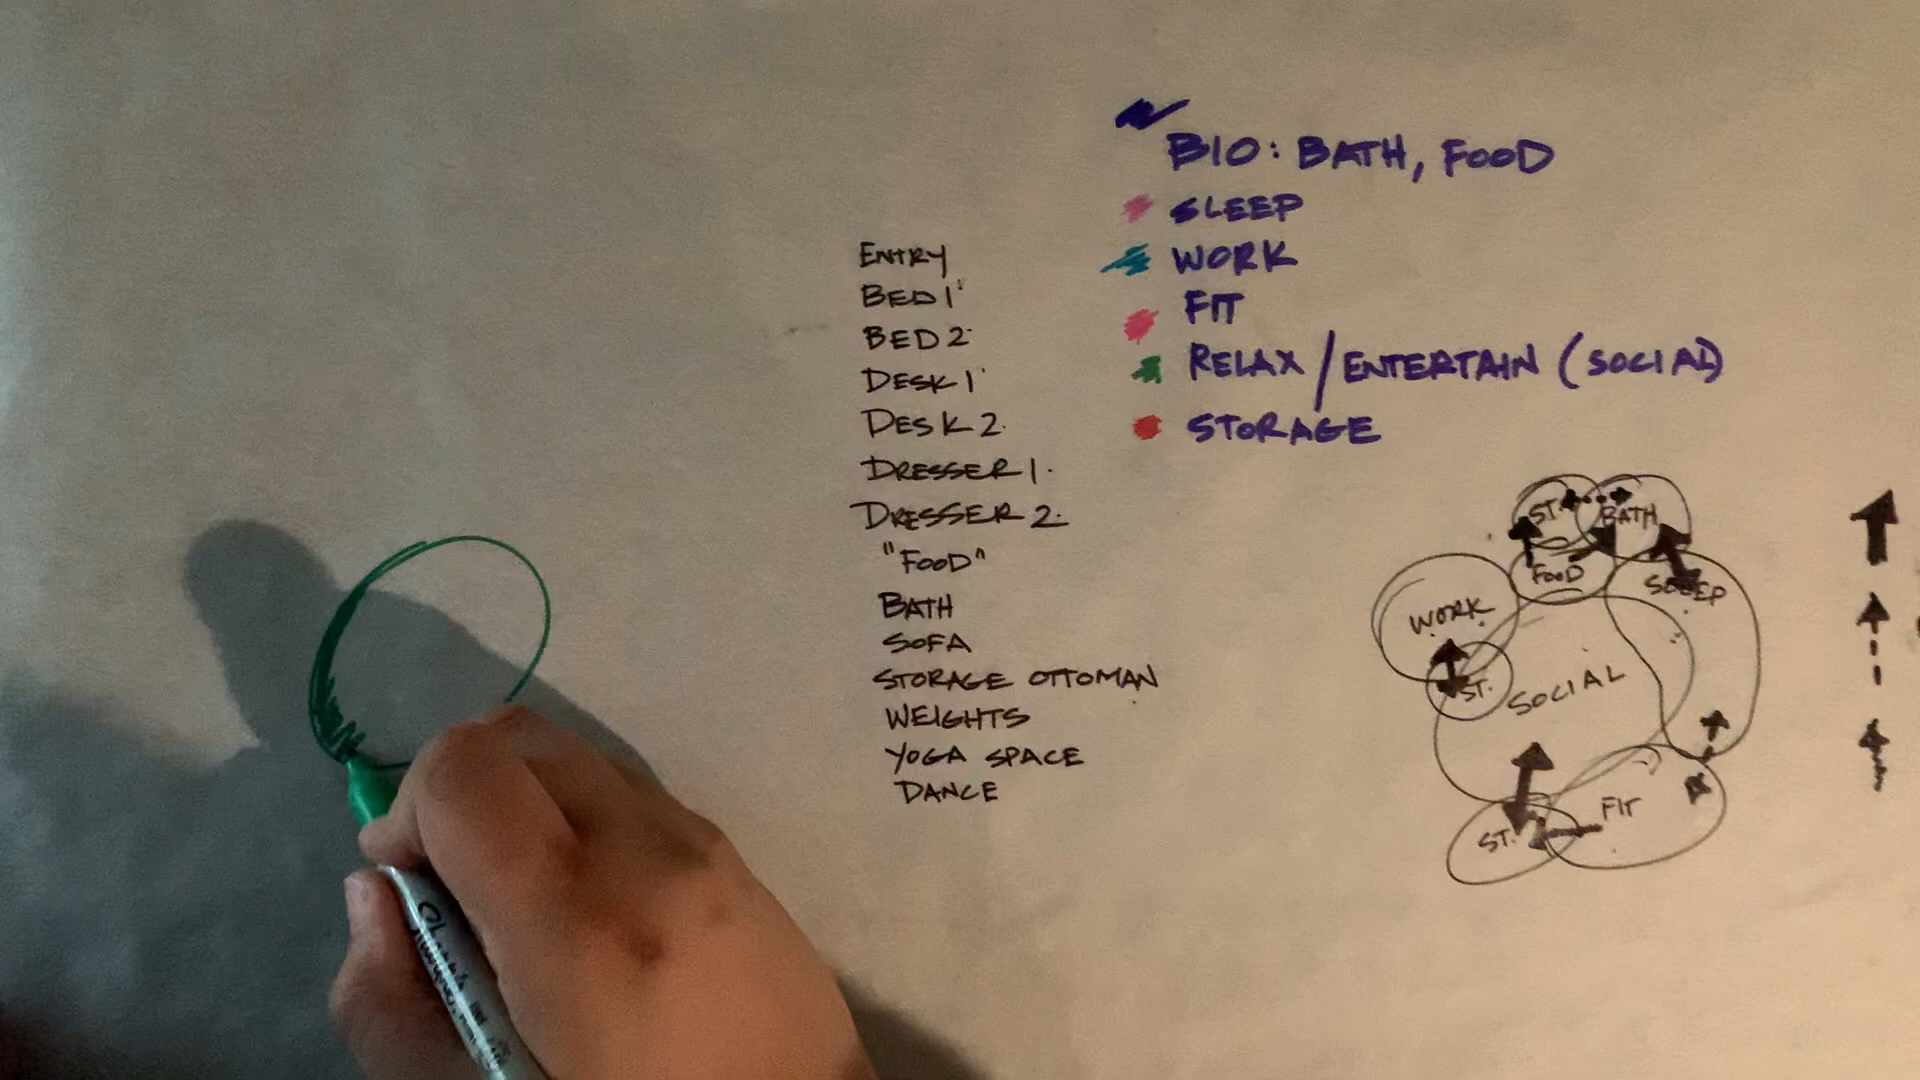 BIO: BATH, FOOD
SLEEP
WORK
FIT
RELAX / ENTERTAIN (SOCIAL)
STORAGE
ENTRY
BED 1
BED 2
DESK 1
DESK 2
DRESSER 1
DRESSER 2
"FOOD"
BATH
SOFA
STORAGE OTTOMAN
WEIGHTS
YOGA SPACE
DANCE
ST.
BATH
FOOD
SLEEP
WORK
ST.
SOCIAL
FIT
ST.